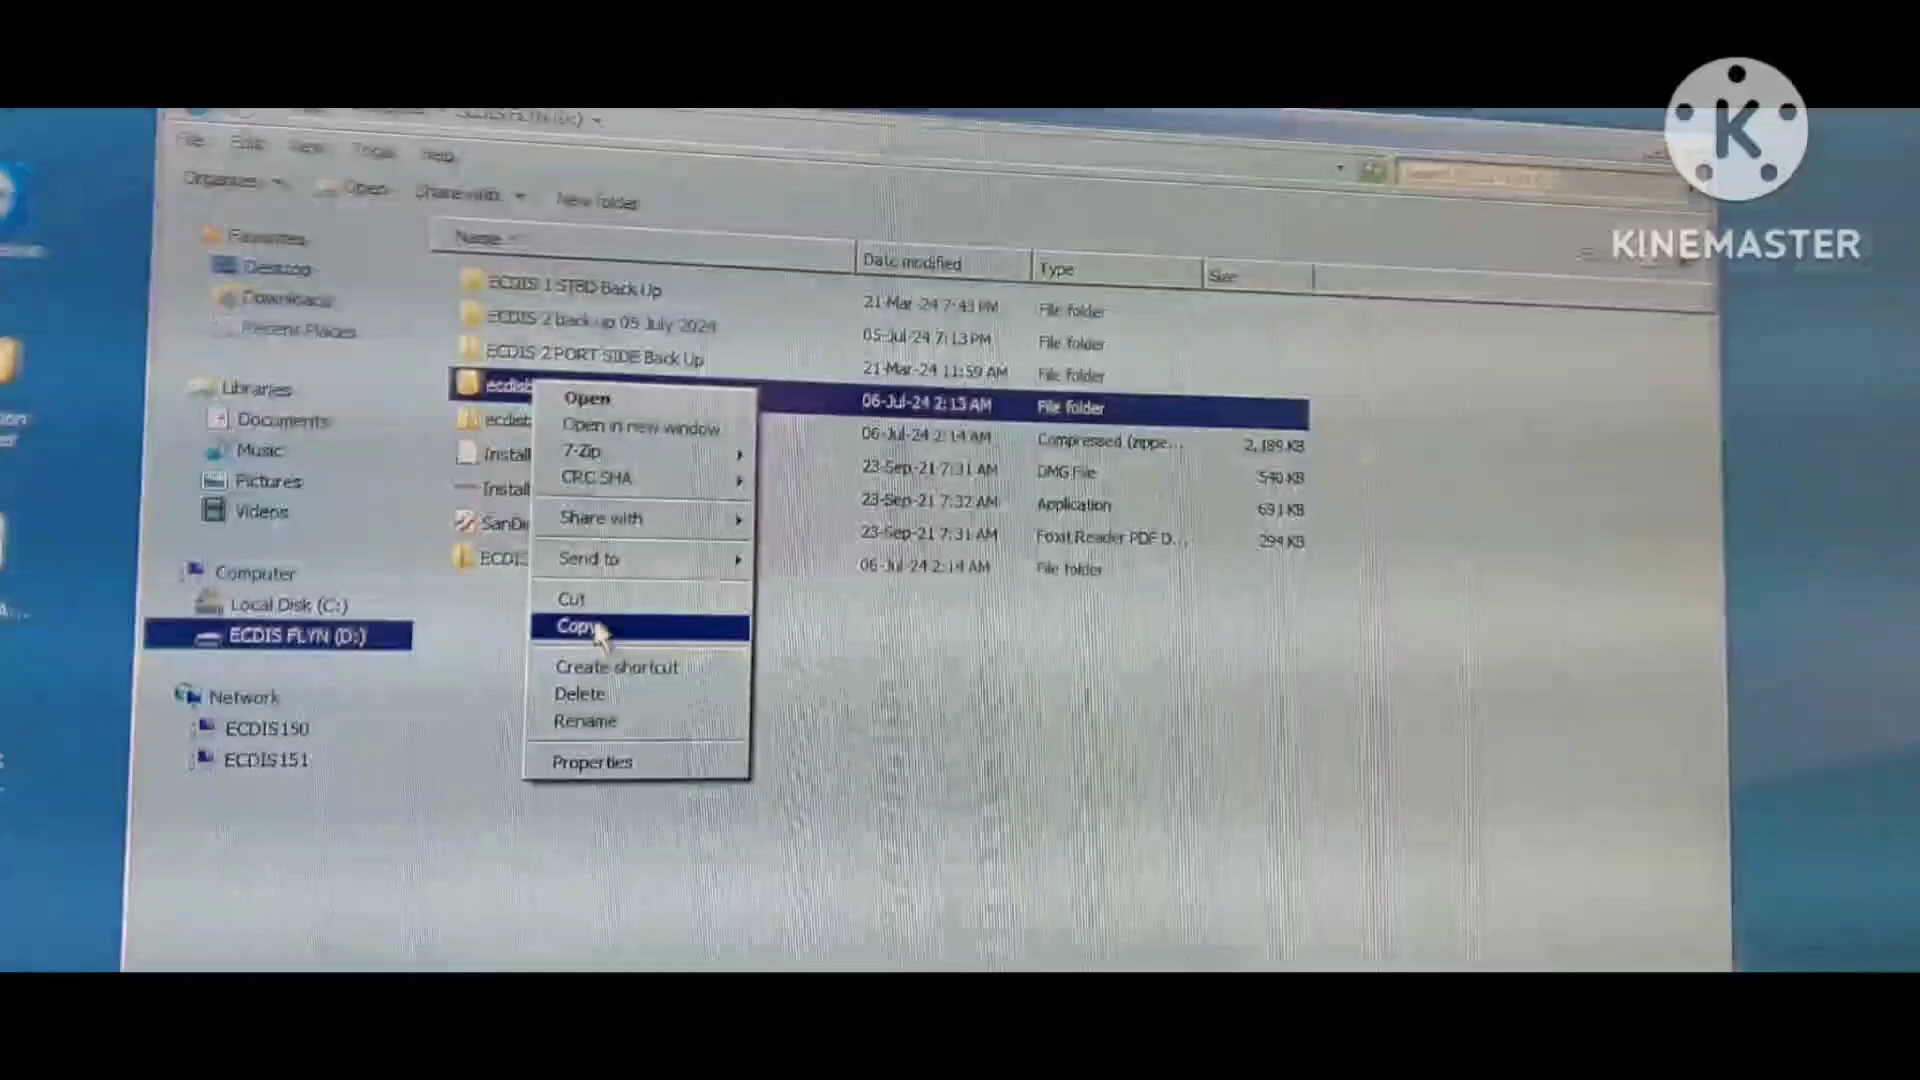 ECDIS FLYN (D:)
File Edit View Tools Help
Organize Open Share with New folder
Name Date modified Type Size
Favorites
Desktop
Downloads
Recent Places
Libraries
Documents
Music
Pictures
Videos
Computer
Local Disk (C:)
ECDIS FLYN (D:)
Network
ECDIS150
ECDIS151
ECDIS 1 STBD Back Up 21-Mar-24 7:43 PM File folder
ECDIS 2 back up 05 July 2024 05-Jul-24 7:13 PM File folder
ECDIS 2 PORT SIDE Back Up 21-Mar-24 11:59 AM File folder
06-Jul-24 2:13 AM File folder
06-Jul-24 2:14 AM Compressed (zippe... 2,189 KB
Install 23-Sep-21 7:31 AM DMG File 540 KB
Install 23-Sep-21 7:32 AM Application 691 KB
SanDi 23-Sep-21 7:31 AM Foxit Reader PDF D... 294 KB
ECDI 06-Jul-24 2:14 AM File folder
Open
Open in new window
7-Zip
CRC SHA
Share with
Send to
Cut
Copy
Create shortcut
Delete
Rename
Properties
K
KINEMASTER